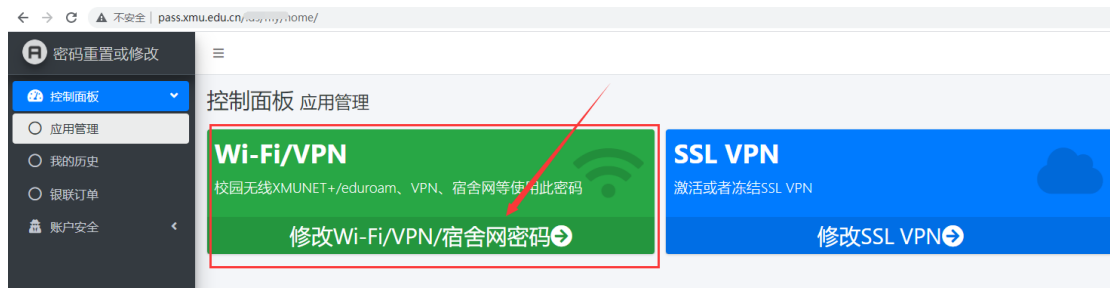 不安全 | pass.xmu.edu.cn/ids/my/home/
密码重置或修改
控制面板
应用管理
我的历史
银联订单
账户安全
控制面板 应用管理
Wi-Fi/VPN
校园无线XMUNET+/eduroam、VPN、宿舍网等使用此密码
修改Wi-Fi/VPN/宿舍网密码
SSL VPN
激活或者冻结SSL VPN
修改SSL VPN